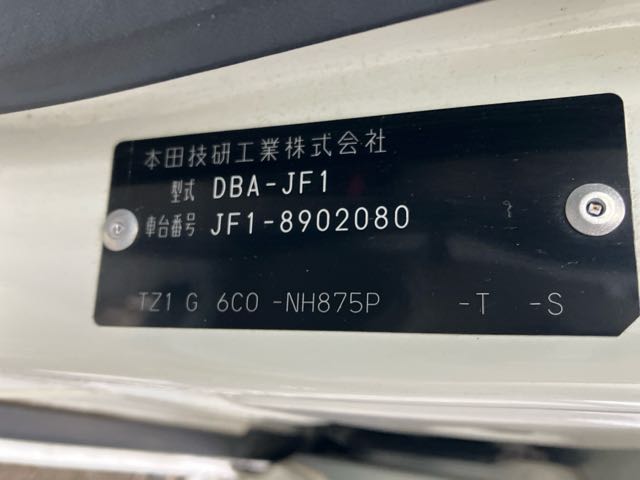 本田技研工業株式会社
型式 DBA-JF1
車台番号 JF1-8902080
TZ1 G 6C0 -NH875P -T -S